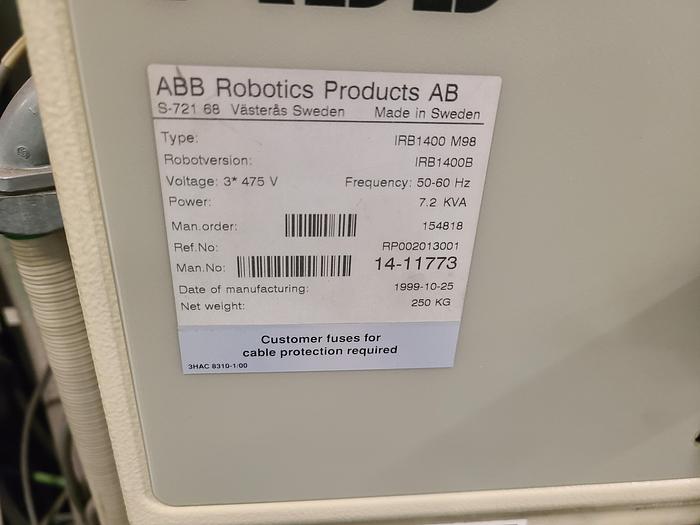 ABB
ABB Robotics Products AB
S-721 68 Västerås Sweden Made in Sweden
Type: IRB1400 M98
Robotversion: IRB1400B
Voltage: 3* 475 V Frequency: 50-60 Hz
Power: 7.2 KVA
Man.order: 154818
Ref.No: RP002013001
Man.No: 14-11773
Date of manufacturing: 1999-10-25
Net weight: 250 KG
Customer fuses for
cable protection required
3HAC 8310-1/00